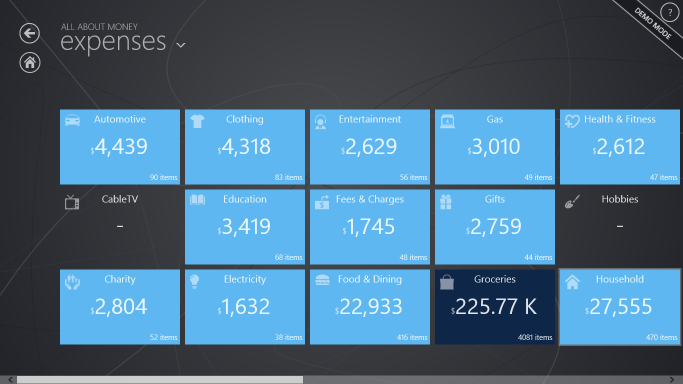 ALL ABOUT MONEY
expenses
?
DEMO MODE
Automotive
$4,439
90 items
Clothing
$4,318
83 items
Entertainment
$2,629
56 items
Gas
$3,010
49 items
Health & Fitness
$2,612
47 items
CableTV
-
Education
$3,419
68 items
Fees & Charges
$1,745
48 items
Gifts
$2,759
44 items
Hobbies
-
Charity
$2,804
52 items
Electricity
$1,632
38 items
Food & Dining
$22,933
416 items
Groceries
$225.77 K
4081 items
Household
$27,555
470 items